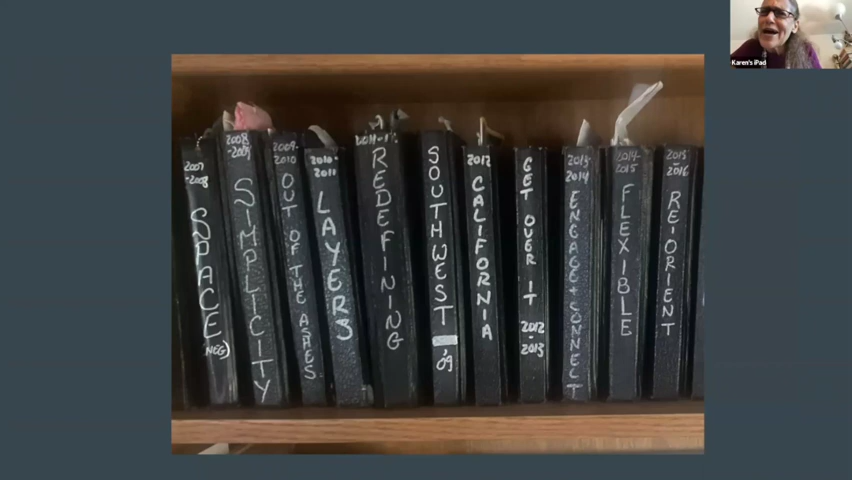 Karen's iPad
2007
-2008
SPACE
(NEG)
2008
-2009
SIMPLICITY
2009-
2010
OUT OF THE ASHES
2010-
2011
LAYERS
REDEFINING
SOUTHWEST
'09
2012
CALIFORNIA
GET OVER IT
2012
-
2013
2013-
2014
ENGAGE + CONNECT
2014-
2015
FLEXIBLE
2015
-2016
RE-ORIENT